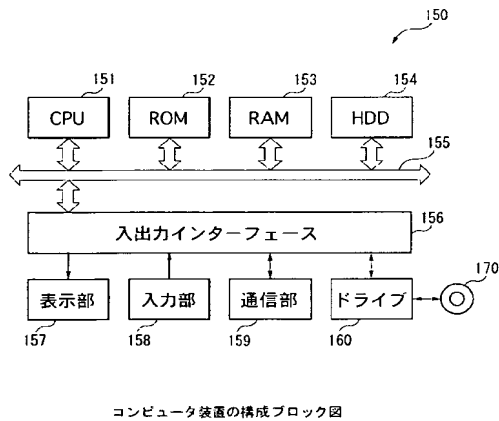 150
151 152 153 154
CPU ROM RAM HDD
155
156
入出力インターフェース
170
表示部 入力部 通信部 ドライブ
157 158 159 160
コンピュータ装置の構成ブロック図